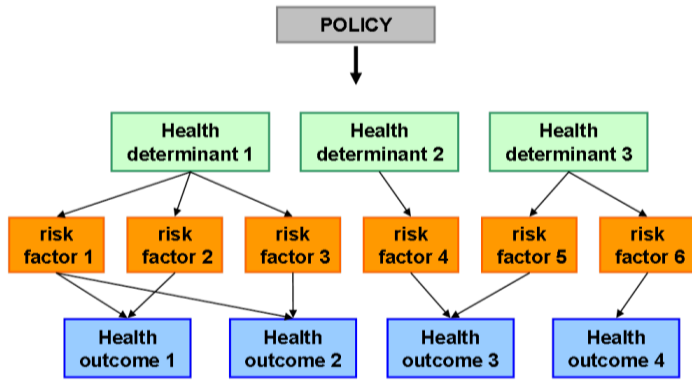 POLICY
Health
determinant 1
Health
determinant 2
Health
determinant 3
risk
factor 1
risk
factor 2
risk
factor 3
risk
factor 4
risk
factor 5
risk
factor 6
Health
outcome 1
Health
outcome 2
Health
outcome 3
Health
outcome 4